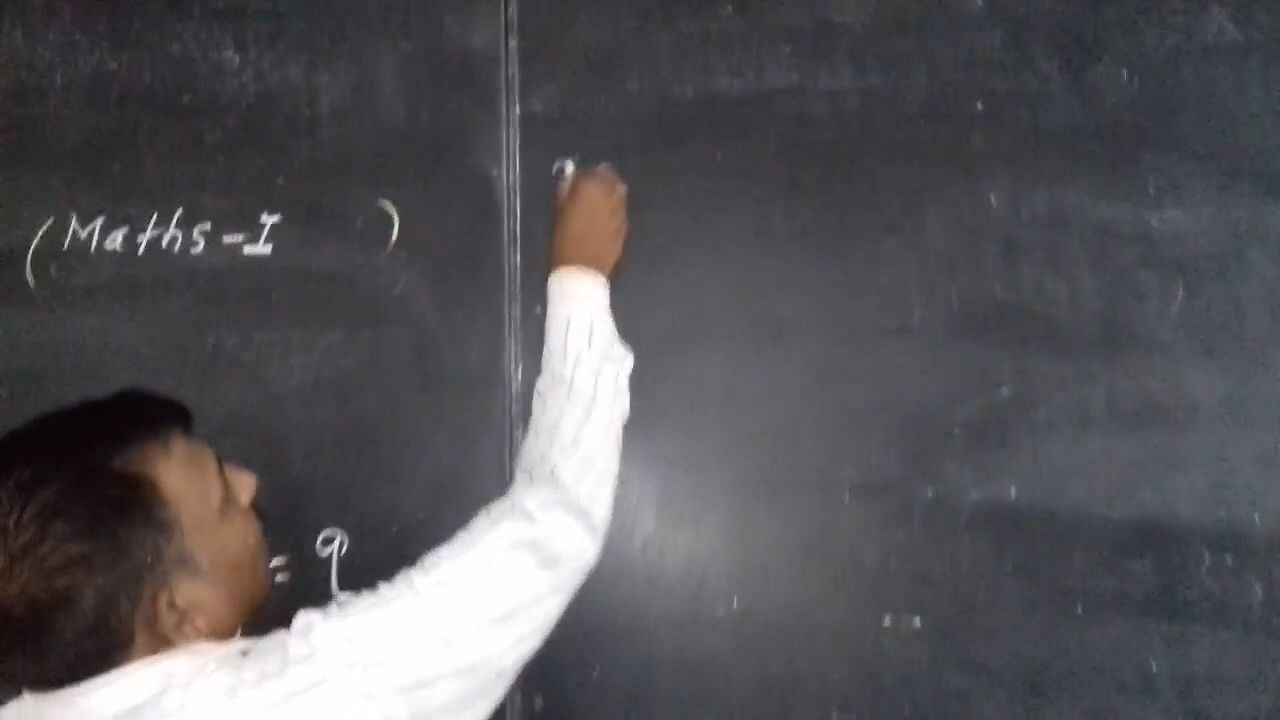 (Maths-I )
= 9